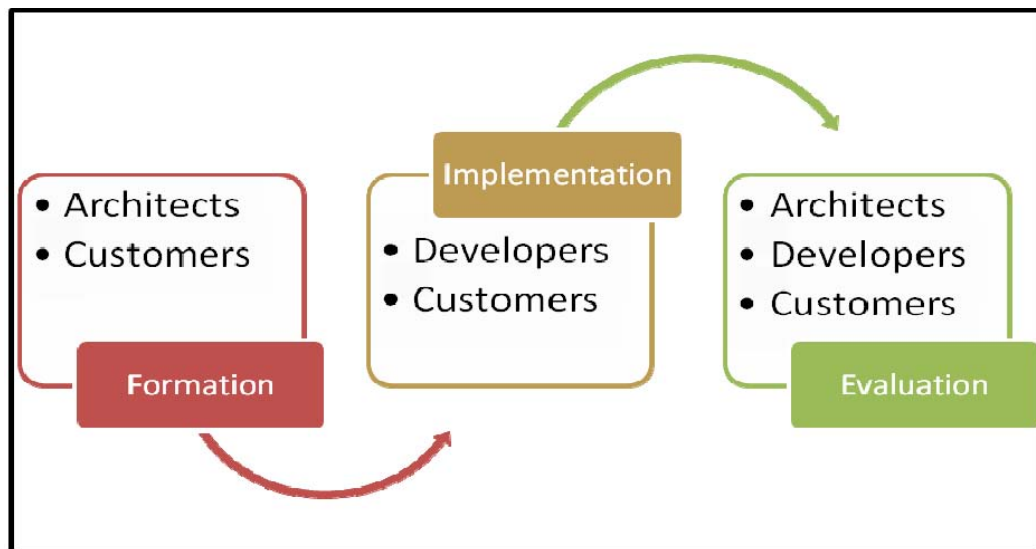 • Architects
• Customers
Formation
Implementation
• Developers
• Customers
• Architects
• Developers
• Customers
Evaluation